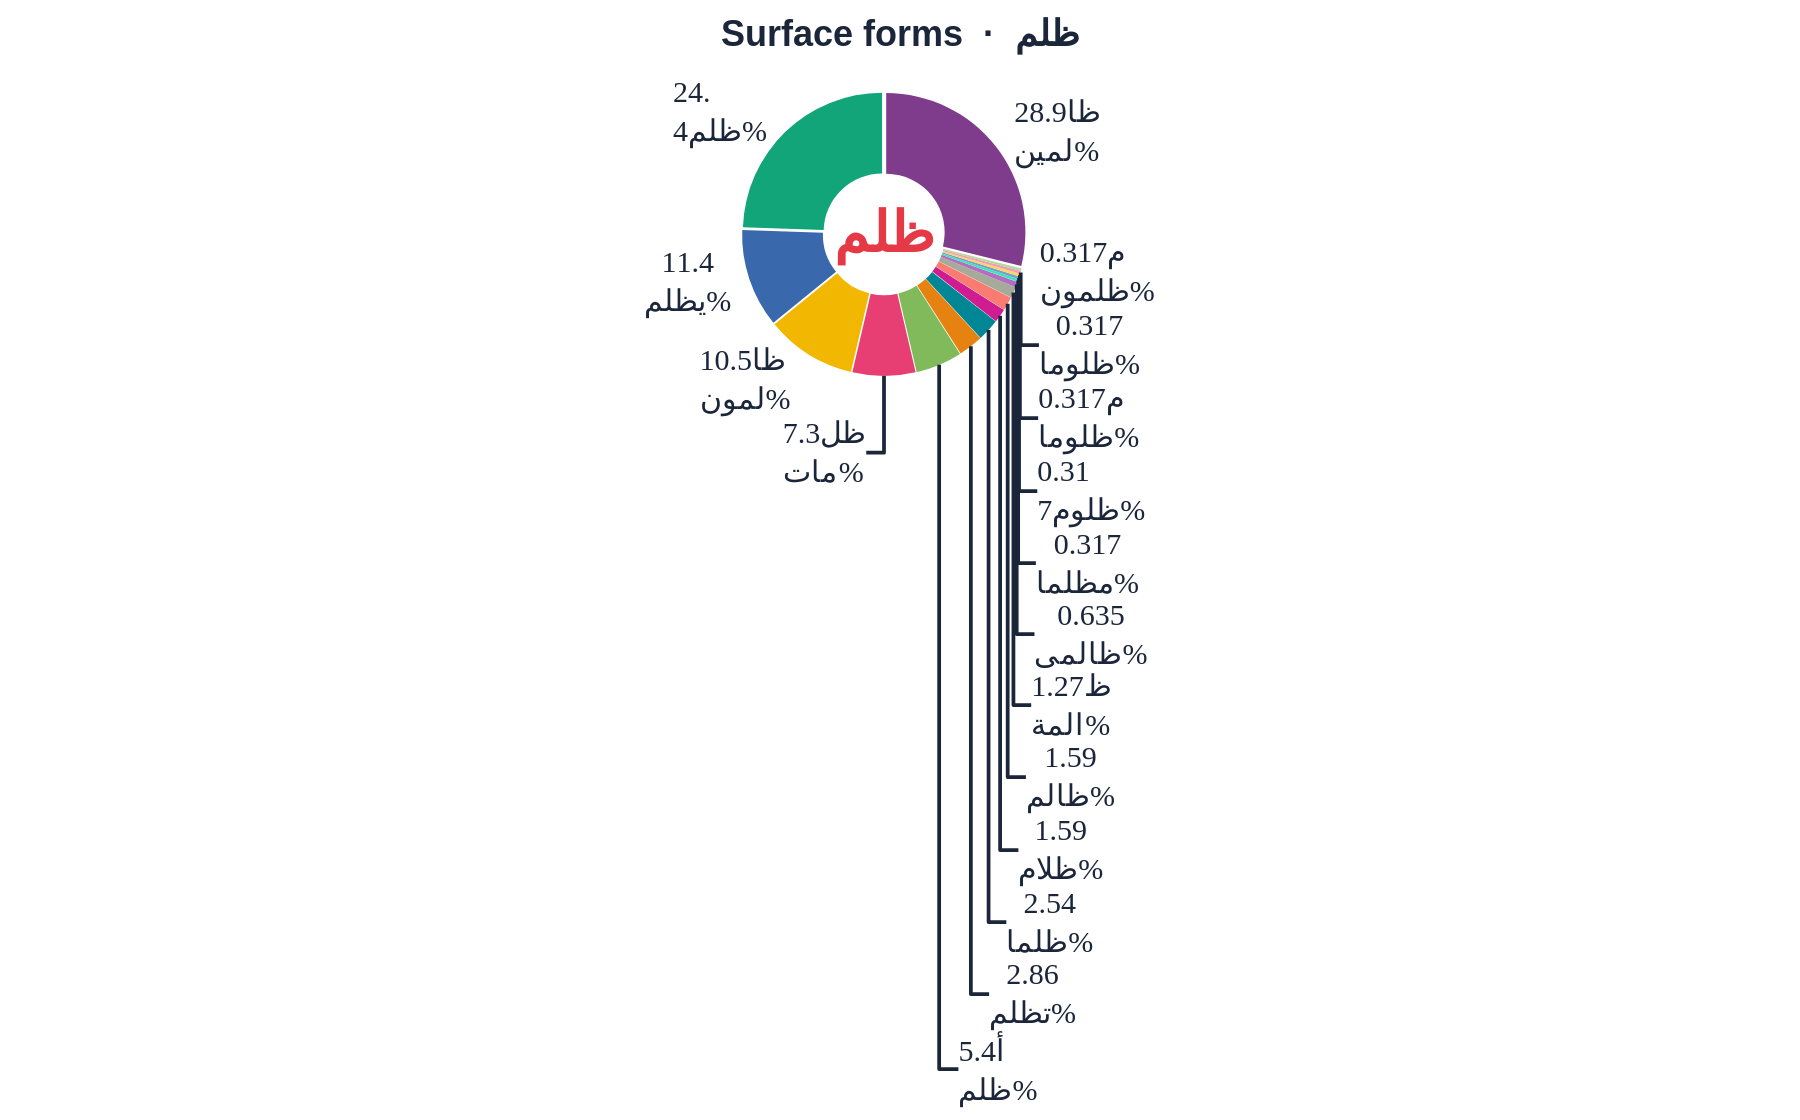 Surface forms · ظلم
24.
ظلم4%
28.9ظا
لمين%
ظلم
11.4
يظلم%
10.5ظا
لمون%
7.3ظل
مات%
0.317م
ظلمون%
0.317
ظلوما%
0.317م
ظلوما%
0.31
ظلوم7%
0.317
مظلما%
0.635
ظالمى%
1.27ظ
المة%
1.59
ظالم%
1.59
ظلام%
2.54
ظلما%
2.86
تظلم%
5.4أ
ظلم%